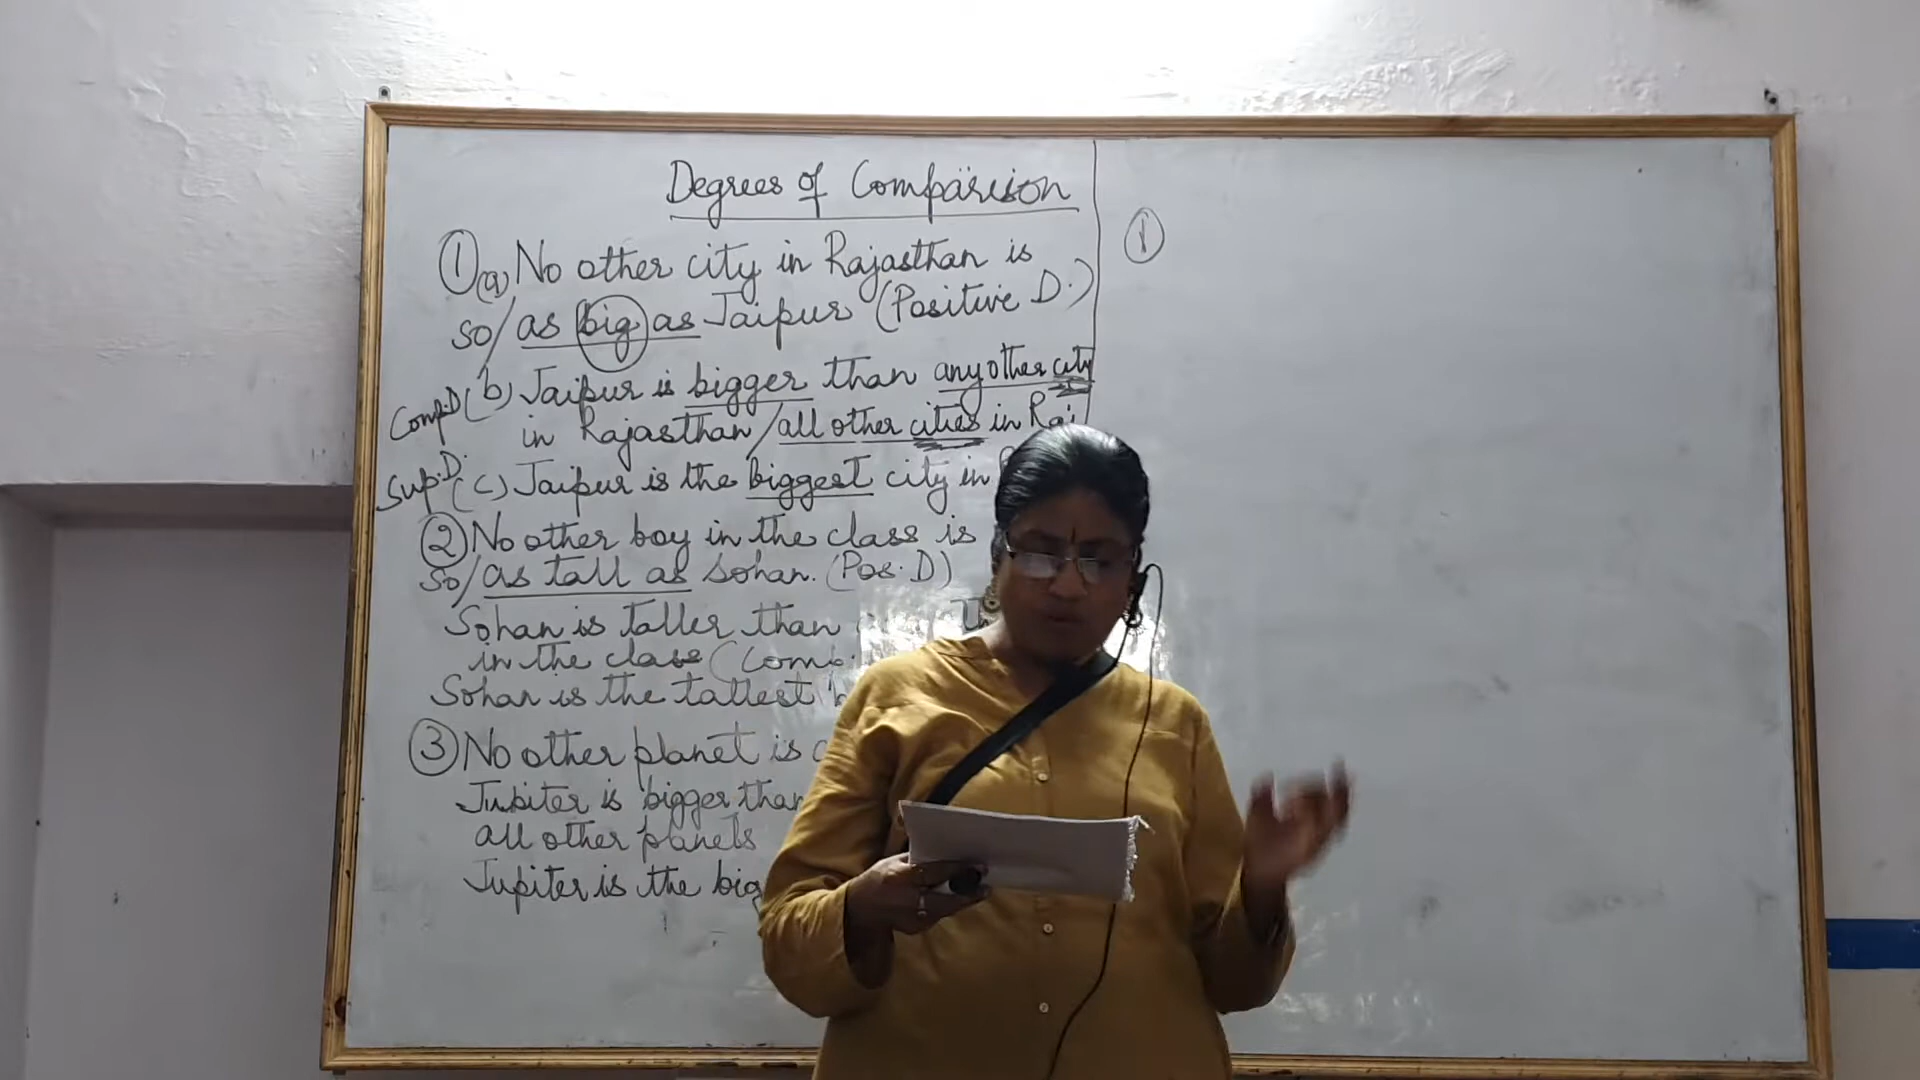 Degrees of Comparision
① (a) No other city in Rajasthan is
so/as big as Jaipur (Positive D.)
Comp.D (b) Jaipur is bigger than any other city
in Rajasthan/all other cities in Raj
Sup.D. (c) Jaipur is the biggest city in
② No other boy in the class is
so/as tall as Sohan. (Pos.D)
Sohan is taller than
in the class (Comp.
Sohan is the tallest
③ No other planet is
Jupiter is bigger than
all other planets
Jupiter is the big
①